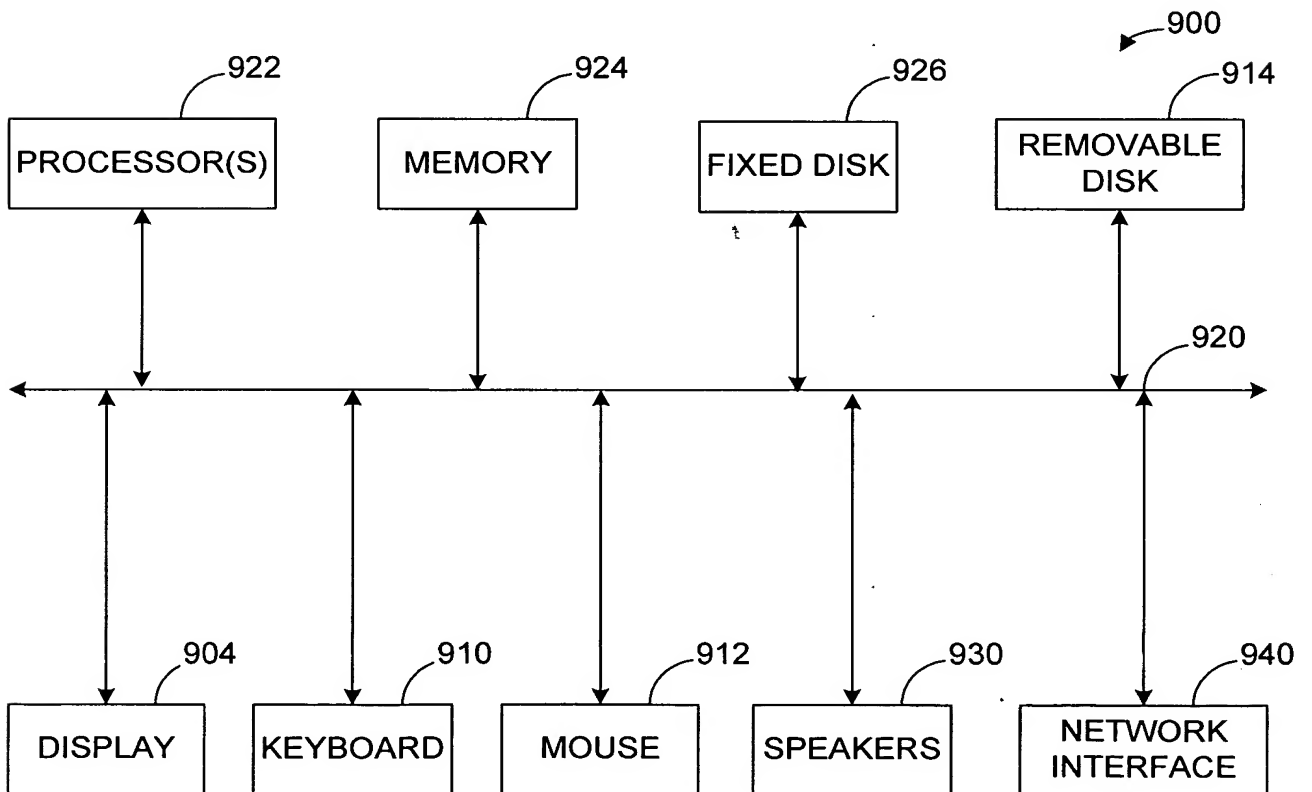 900
922
924
926
914
PROCESSOR(S)
MEMORY
FIXED DISK
REMOVABLE
DISK
920
904
910
912
930
940
DISPLAY
KEYBOARD
MOUSE
SPEAKERS
NETWORK
INTERFACE